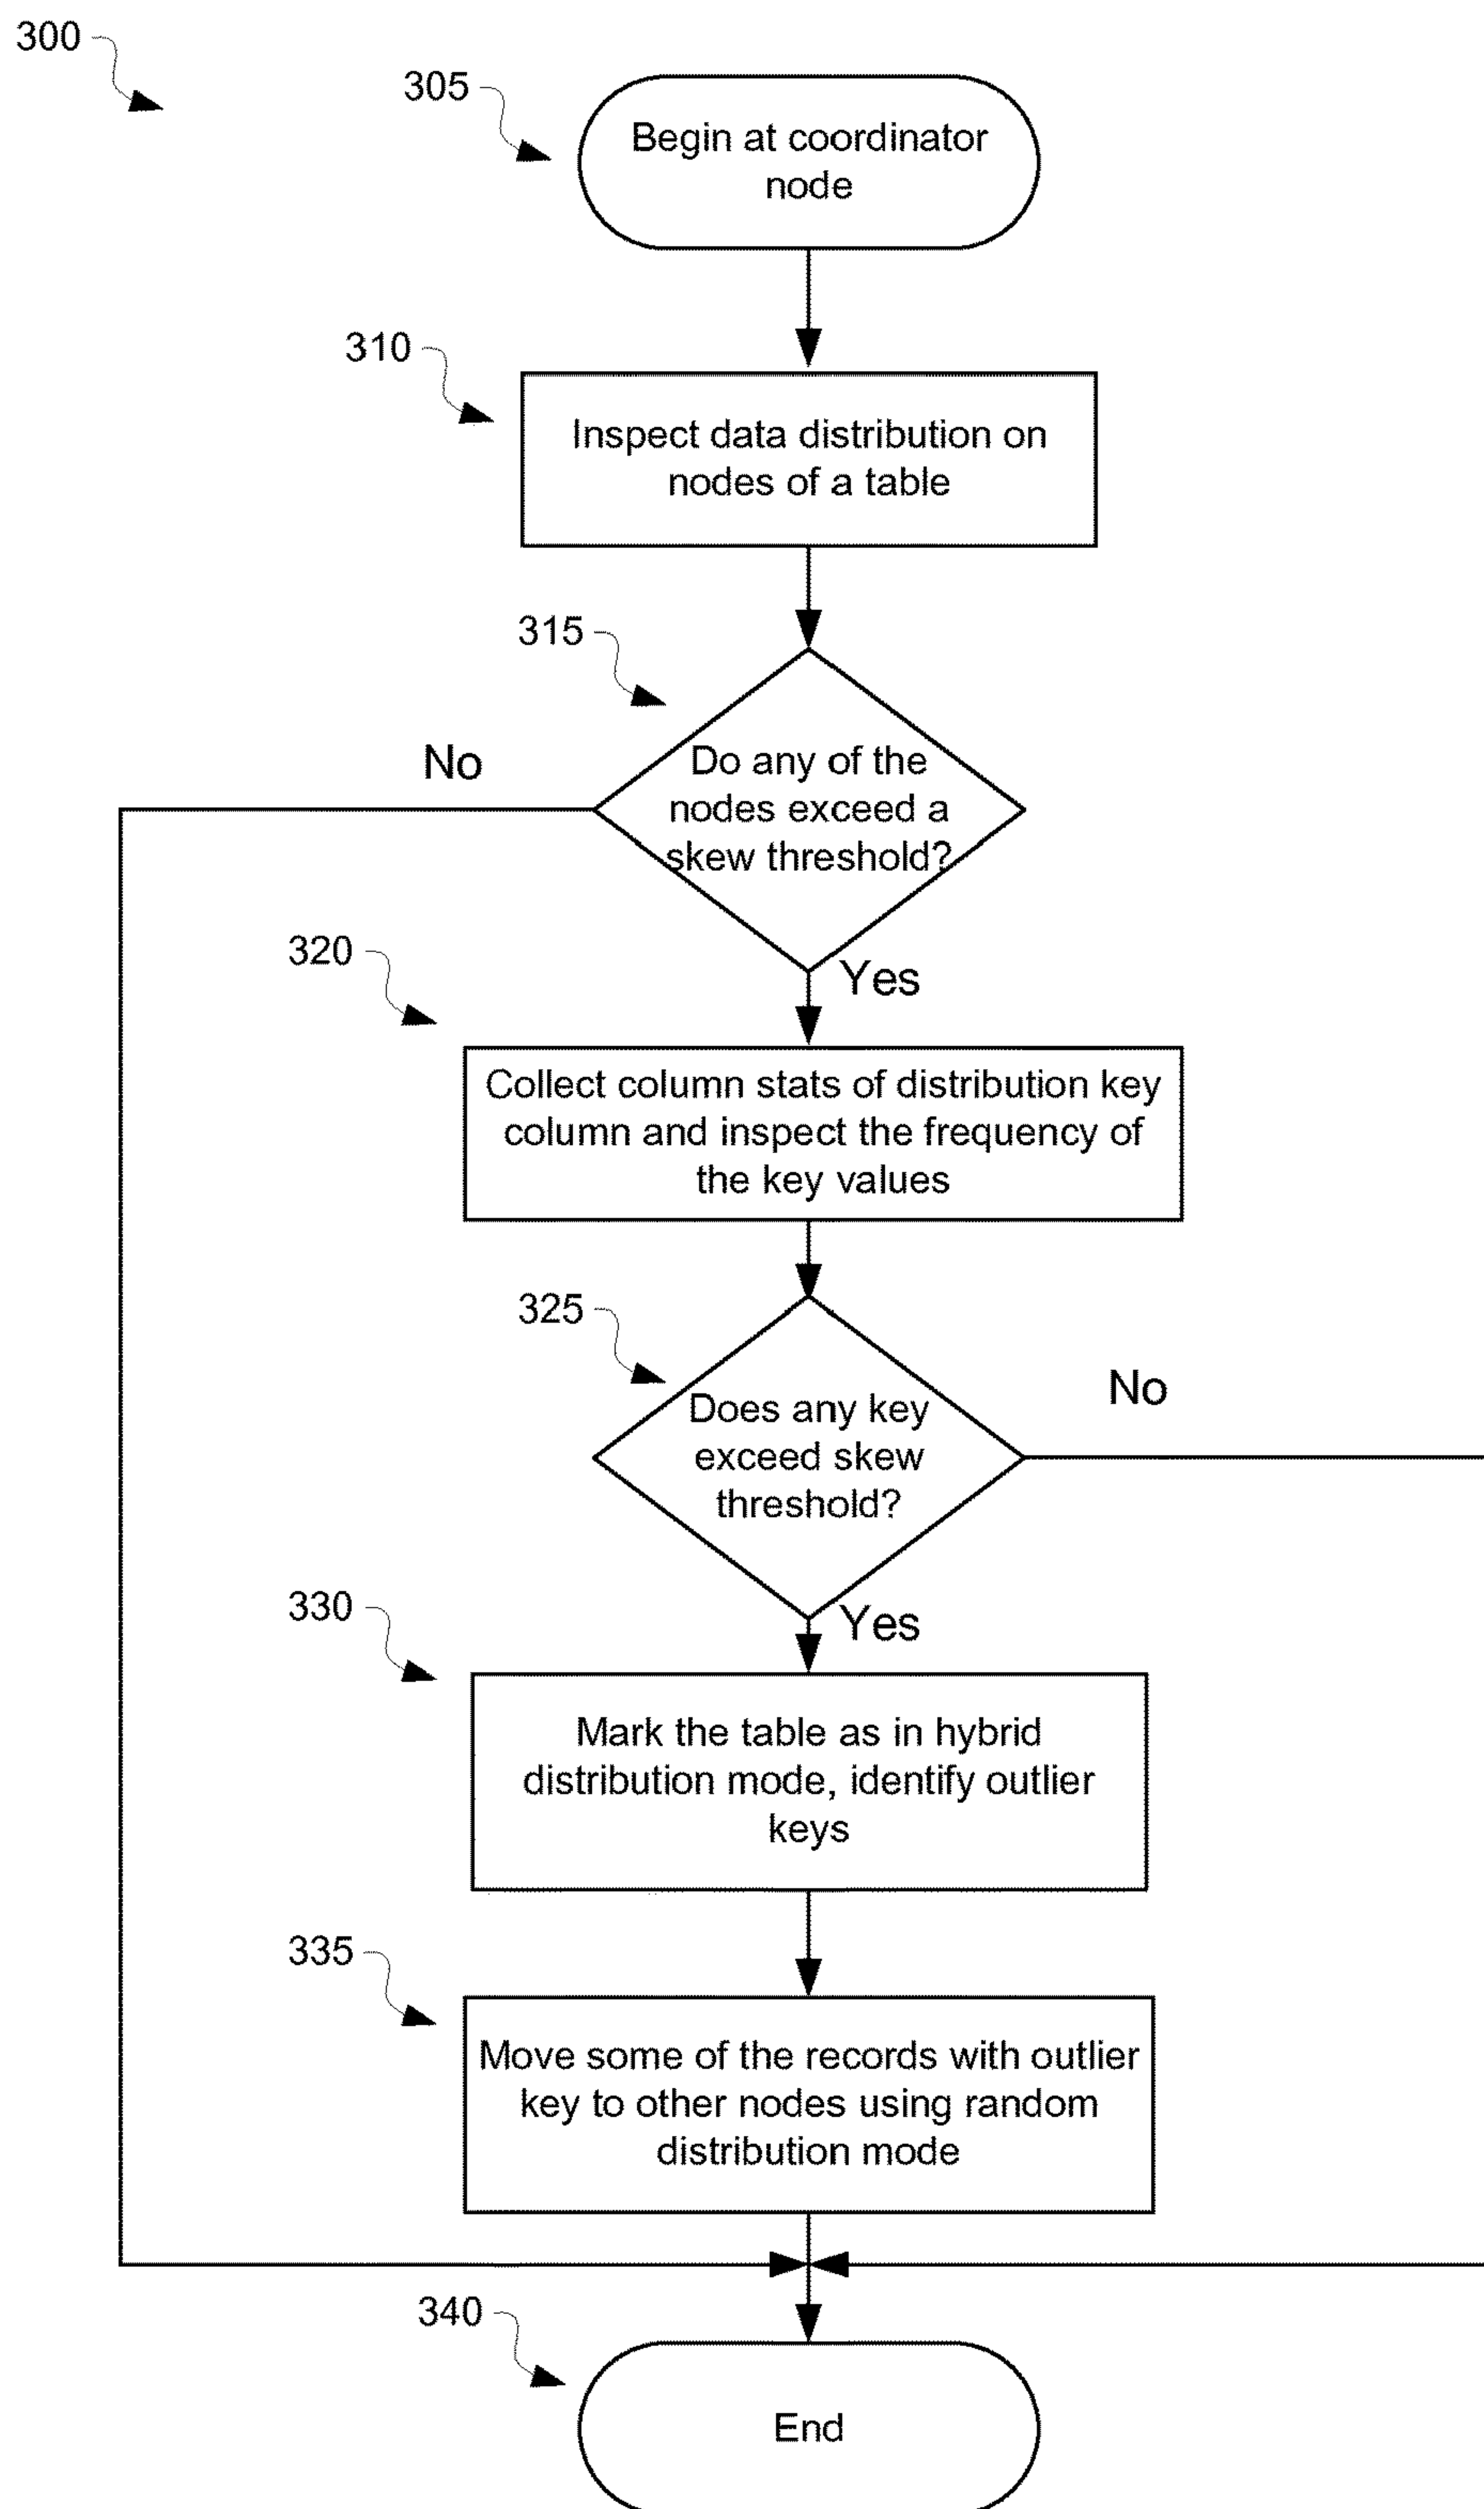 300
305
Begin at coordinator
node
310
Inspect data distribution on
nodes of a table
315
No
Do any of the
nodes exceed a
skew threshold?
Yes
320
Collect column stats of distribution key
column and inspect the frequency of
the key values
325
No
Does any key
exceed skew
threshold?
Yes
330
Mark the table as in hybrid
distribution mode, identify outlier
keys
335
Move some of the records with outlier
key to other nodes using random
distribution mode
340
End